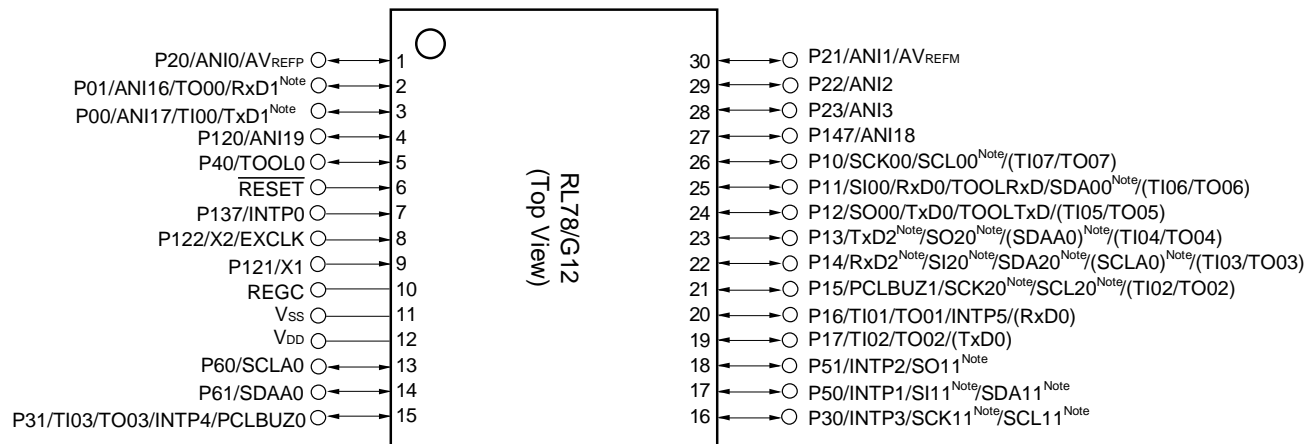 P20/ANI0/AVREFP
P01/ANI16/TO00/RxD1Note
P00/ANI17/TI00/TxD1Note
P120/ANI19
P40/TOOL0
RESET
P137/INTP0
P122/X2/EXCLK
P121/X1
REGC
VSS
VDD
P60/SCLA0
P61/SDAA0
P31/TI03/TO03/INTP4/PCLBUZ0
1
2
3
4
5
6
7
8
9
10
11
12
13
14
15
RL78/G12
(Top View)
30
29
28
27
26
25
24
23
22
21
20
19
18
17
16
P21/ANI1/AVREFM
P22/ANI2
P23/ANI3
P147/ANI18
P10/SCK00/SCL00Note/(TI07/TO07)
P11/SI00/RxD0/TOOLRxD/SDA00Note/(TI06/TO06)
P12/SO00/TxD0/TOOLTxD/(TI05/TO05)
P13/TxD2Note/SO20Note/(SDAA0)Note/(TI04/TO04)
P14/RxD2Note/SI20Note/SDA20Note/(SCLA0)Note/(TI03/TO03)
P15/PCLBUZ1/SCK20Note/SCL20Note/(TI02/TO02)
P16/TI01/TO01/INTP5/(RxD0)
P17/TI02/TO02/(TxD0)
P51/INTP2/SO11Note
P50/INTP1/SI11Note/SDA11Note
P30/INTP3/SCK11Note/SCL11Note